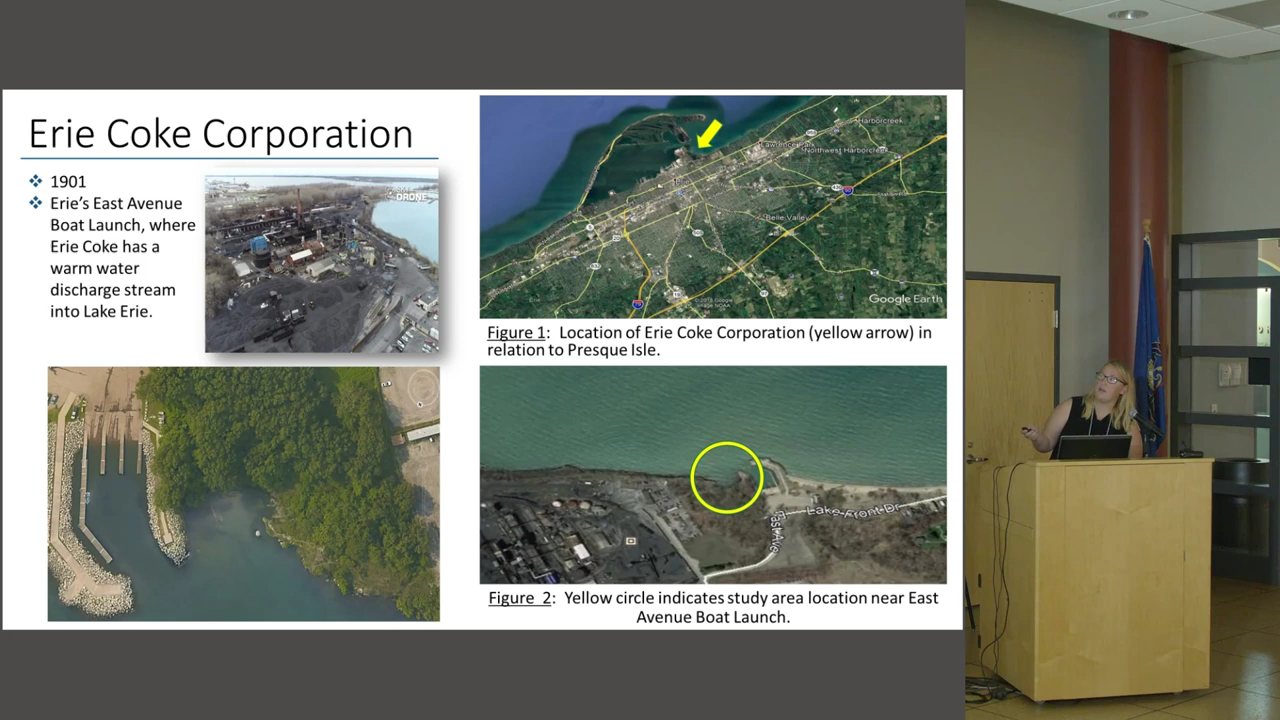 Erie Coke Corporation
❖ 1901
❖ Erie's East Avenue
Boat Launch, where
Erie Coke has a
warm water
discharge stream
into Lake Erie.
DRONE
Harborcreek
Lawrence Park
Northwest Harborcreek
Belle Valley
Erie
Google Earth
Figure 1: Location of Erie Coke Corporation (yellow arrow) in
relation to Presque Isle.
Lake Front Dr
East Ave
Figure 2: Yellow circle indicates study area location near East
Avenue Boat Launch.